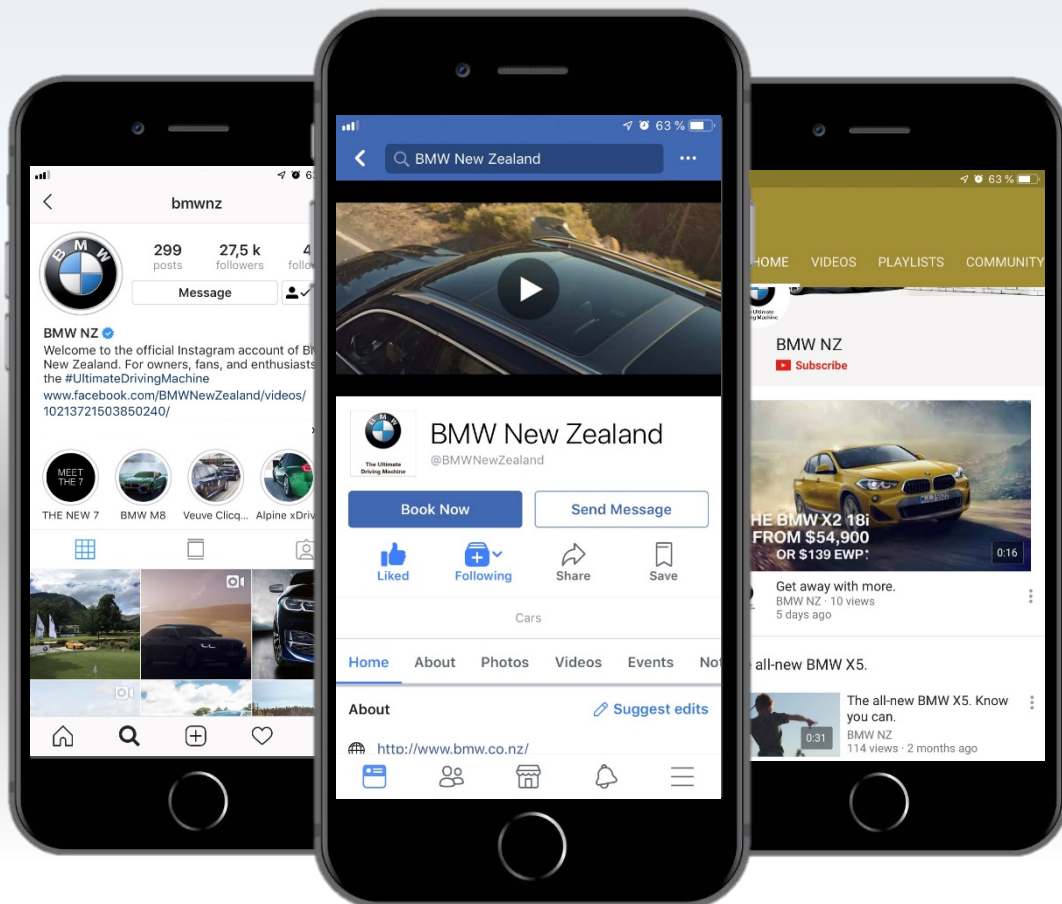 63
bmwnz
299
27,5 k
4
posts
followers
follo
Message
BMW NZ
Welcome to the official Instagram account of B
New Zealand. For owners, fans, and enthusiasts
the #UltimateDrivingMachine
www.facebook.com/BMWNewZealand/videos/
10213721503850240/
MEET
THE 7
THE NEW 7
BMW M8
Veuve Clicq...
Alpine xDriv
63 %
BMW New Zealand
BMW
The Ultimate
Driving Machine
BMW New Zealand
@BMWNewZealand
Book Now
Send Message
Liked
Following
Share
Save
Cars
Home
About
Photos
Videos
Events
Not
About
Suggest edits
http://www.bmw.co.nz/
63 %
HOME
VIDEOS
PLAYLISTS
COMMUNITY
BMW NZ
Subscribe
HE BMW X2 18i
FROM $54,900
OR $139 EWP
0:16
Get away with more.
BMW NZ · 10 views
5 days ago
all-new BMW X5.
0:31
The all-new BMW X5. Know
you can.
BMW NZ
114 views · 2 months ago